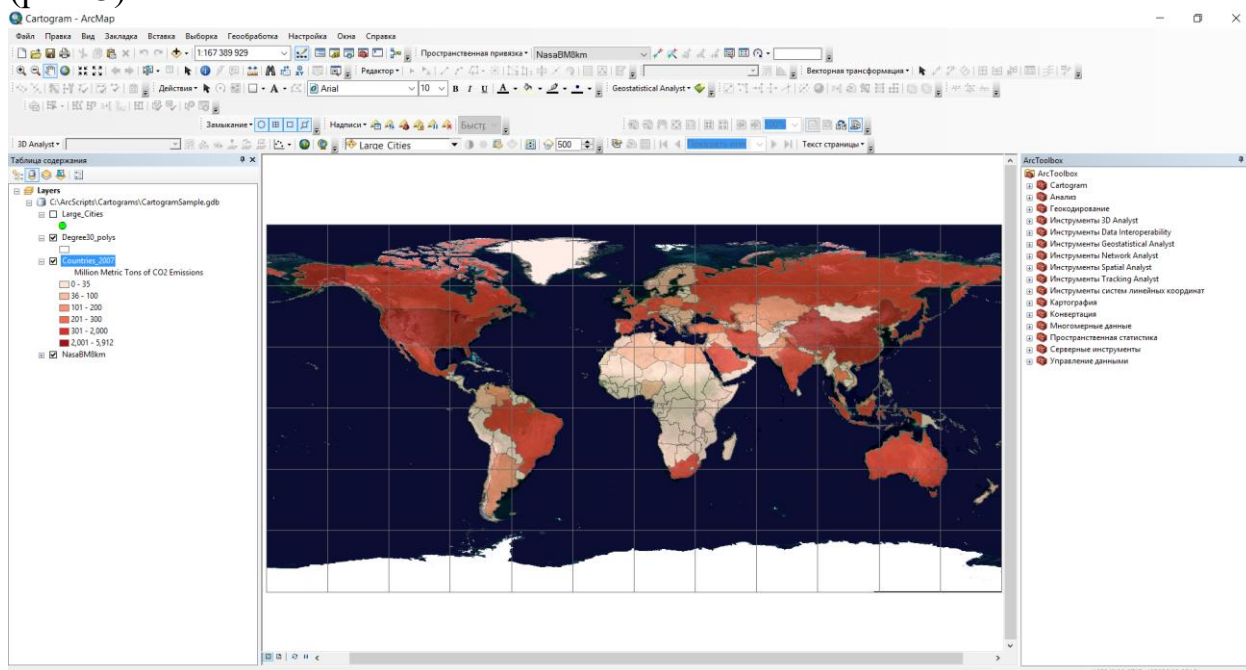 Cartogram - ArcMap
Файл Правка Вид Закладка Вставка Выборка Геообработка Настройка Окна Справка
1:167 389 929 Пространственная привязка NasaBM8km
Редактор Векторная трансформация
Действия A Arial 10 B I U A Geostatistical Analyst
Замыкание Надписи Быстр
3D Analyst Large Cities 500 Текст страницы
Таблица содержания
Layers
C:\ArcScripts\Cartograms\CartogramSample.gdb
Large_Cities
Degree30_polys
Countries_2007
Million Metric Tons of CO2 Emissions
0 - 35
36 - 100
101 - 200
201 - 300
301 - 2,000
2,001 - 5,912
NasaBM8km
ArcToolbox
ArcToolbox
Cartogram
Анализ
Геокодирование
Инструменты 3D Analyst
Инструменты Data Interoperability
Инструменты Geostatistical Analyst
Инструменты Network Analyst
Инструменты Spatial Analyst
Инструменты Tracking Analyst
Инструменты систем линейных координат
Картография
Конвертация
Многомерные данные
Пространственная статистика
Серверные инструменты
Управление данными